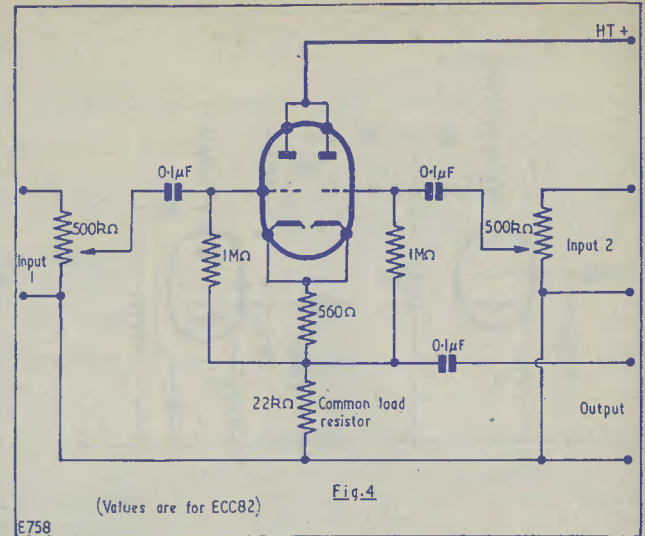 HT +
0·1µF
0·1µF
500kΩ
500kΩ
Input
1
Input 2
1MΩ
1MΩ
560Ω
0·1µF
22kΩ
Common load
resistor
Output
Fig.4
(Values are for ECC82)
E758